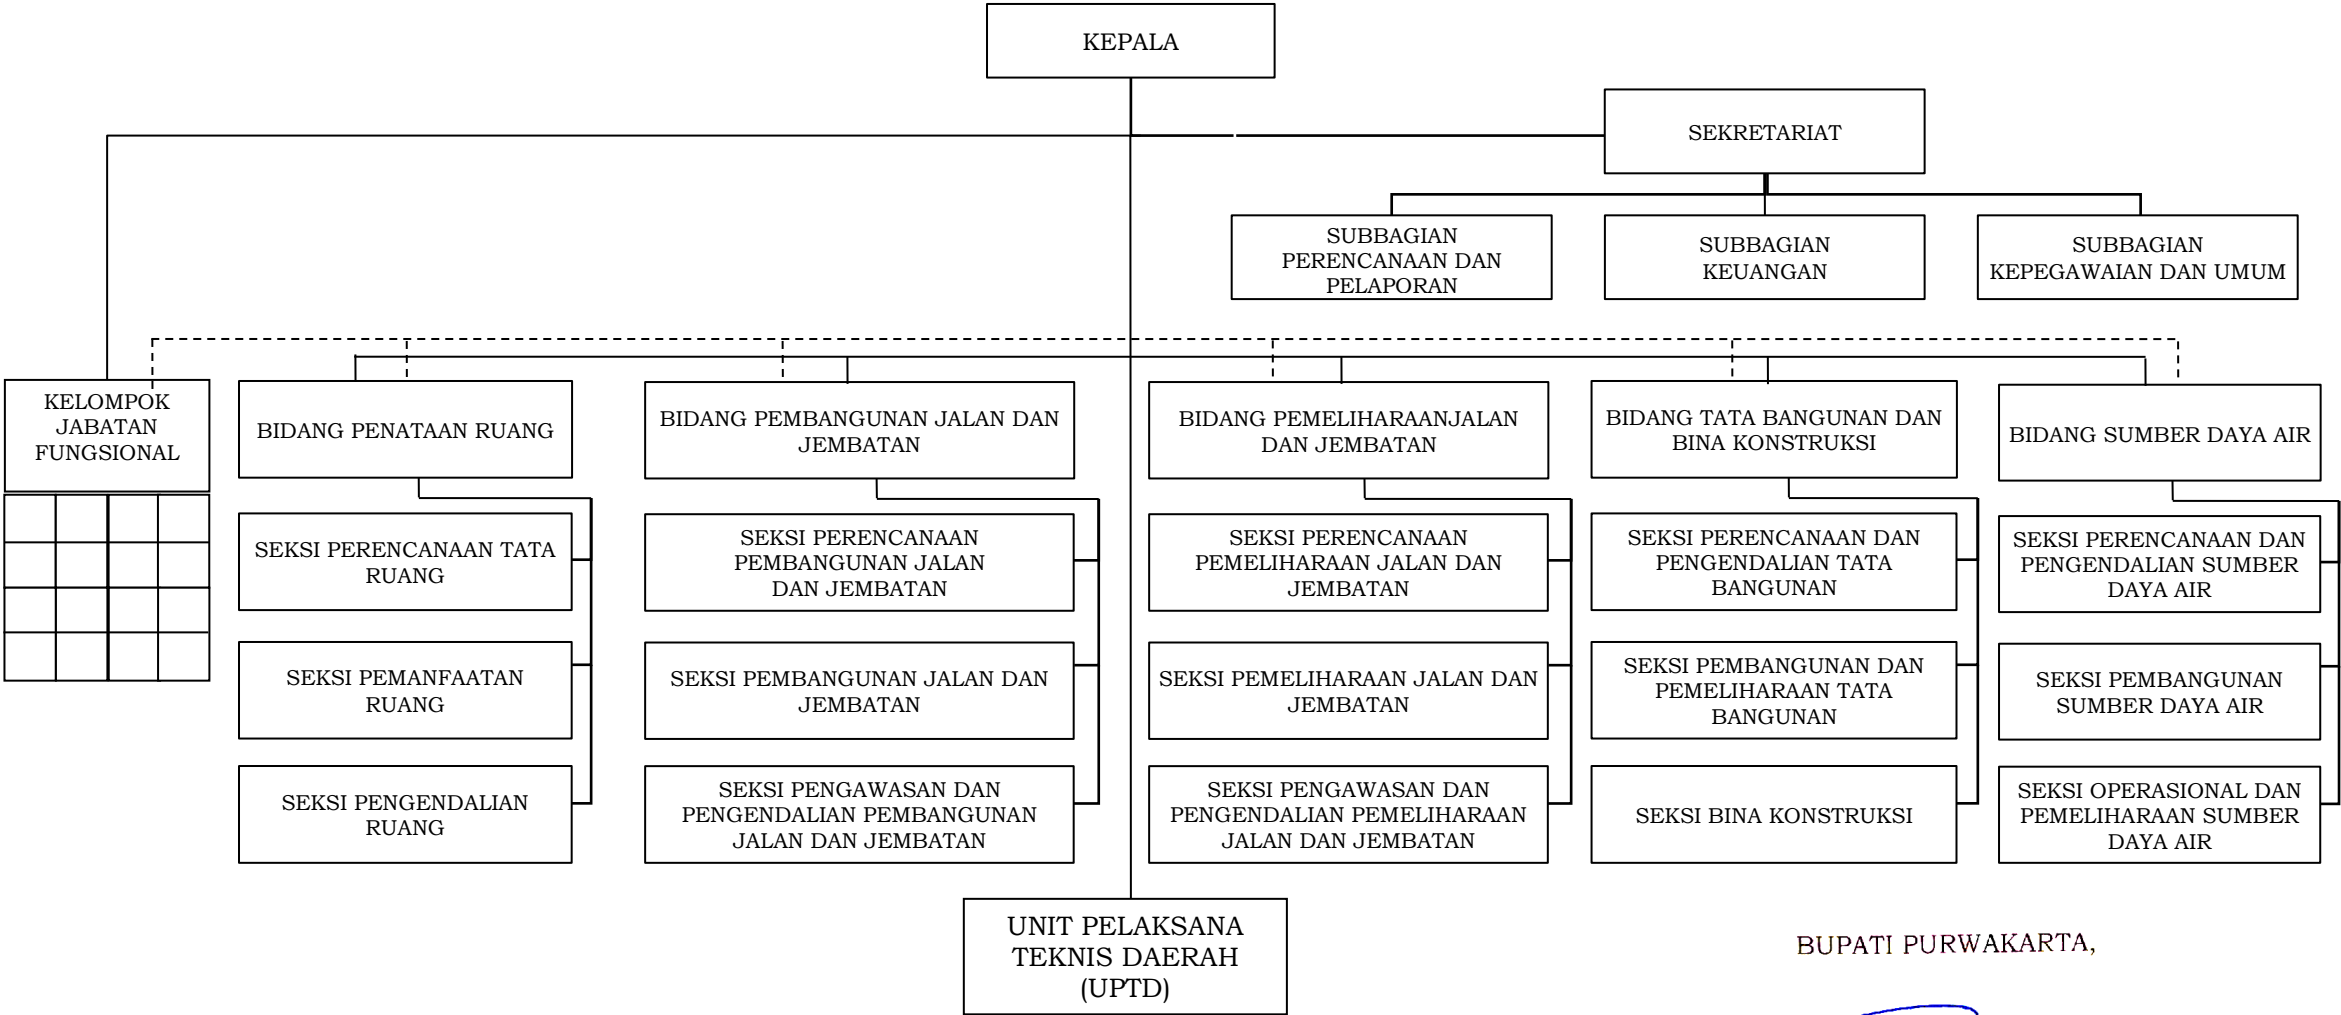 KEPALA
SEKRETARIAT
SUBBAGIAN
PERENCANAAN DAN
PELAPORAN
SUBBAGIAN
KEUANGAN
SUBBAGIAN
KEPEGAWAIAN DAN UMUM
KELOMPOK
JABATAN
FUNGSIONAL
BIDANG PENATAAN RUANG
BIDANG PEMBANGUNAN JALAN DAN
JEMBATAN
BIDANG PEMELIHARAANJALAN
DAN JEMBATAN
BIDANG TATA BANGUNAN DAN
BINA KONSTRUKSI
BIDANG SUMBER DAYA AIR
SEKSI PERENCANAAN TATA
RUANG
SEKSI PERENCANAAN
PEMBANGUNAN JALAN
DAN JEMBATAN
SEKSI PERENCANAAN
PEMELIHARAAN JALAN DAN
JEMBATAN
SEKSI PERENCANAAN DAN
PENGENDALIAN TATA
BANGUNAN
SEKSI PERENCANAAN DAN
PENGENDALIAN SUMBER
DAYA AIR
SEKSI PEMANFAATAN
RUANG
SEKSI PEMBANGUNAN JALAN DAN
JEMBATAN
SEKSI PEMELIHARAAN JALAN DAN
JEMBATAN
SEKSI PEMBANGUNAN DAN
PEMELIHARAAN TATA
BANGUNAN
SEKSI PEMBANGUNAN
SUMBER DAYA AIR
SEKSI PENGENDALIAN
RUANG
SEKSI PENGAWASAN DAN
PENGENDALIAN PEMBANGUNAN
JALAN DAN JEMBATAN
SEKSI PENGAWASAN DAN
PENGENDALIAN PEMELIHARAAN
JALAN DAN JEMBATAN
SEKSI BINA KONSTRUKSI
SEKSI OPERASIONAL DAN
PEMELIHARAAN SUMBER
DAYA AIR
UNIT PELAKSANA
TEKNIS DAERAH
(UPTD)
BUPATI PURWAKARTA,